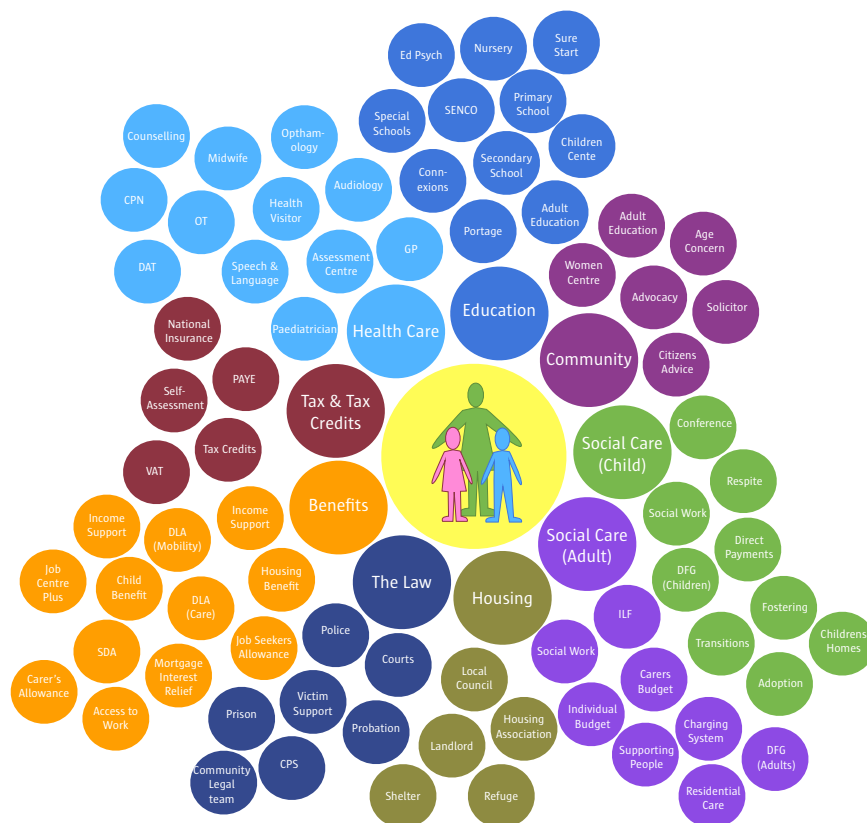 Sure
Start
Nursery
Ed Psych
Primary
School
SENCO
Special
Schools
Children
Cente
Secondary
School
Conn-
exions
Adult
Education
Portage
Education
Counselling
Midwife
Optham-
ology
Audiology
CPN
OT
Health
Visitor
GP
DAT
Speech &
Language
Assessment
Centre
Paediatrician
Health Care
Adult
Education
Age
Concern
Women
Centre
Advocacy
Solicitor
Citizens
Advice
Community
National
Insurance
PAYE
Self-
Assessment
Tax Credits
VAT
Tax & Tax
Credits
Conference
Social Care
(Child)
Respite
Social Work
Direct
Payments
DFG
(Children)
Fostering
Transitions
Childrens
Homes
Adoption
Benefits
Income
Support
Income
Support
DLA
(Mobility)
Job
Centre
Plus
Child
Benefit
Housing
Benefit
DLA
(Care)
SDA
Job Seekers
Allowance
Mortgage
Interest
Relief
Carer's
Allowance
Access to
Work
The Law
Police
Courts
Victim
Support
Prison
Probation
CPS
Community
Legal
team
Housing
Local
Council
Housing
Association
Landlord
Shelter
Refuge
Social Care
(Adult)
ILF
Social Work
Carers
Budget
Individual
Budget
Charging
System
Supporting
People
DFG
(Adults)
Residential
Care